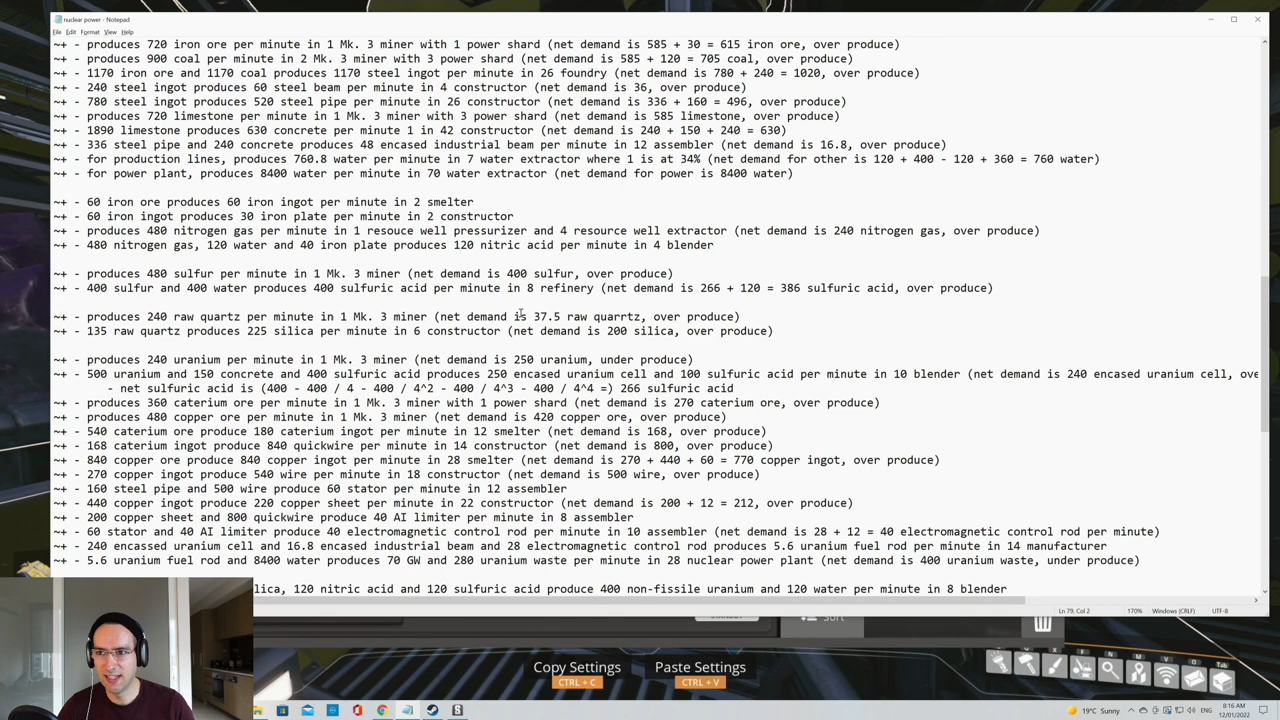 nuclear power - Notepad
File Edit Format View Help
~+ - produces 720 iron ore per minute in 1 Mk. 3 miner with 1 power shard (net demand is 585 + 30 = 615 iron ore, over produce)
~+ - produces 900 coal per minute in 2 Mk. 3 miner with 3 power shard (net demand is 585 + 120 = 705 coal, over produce)
~+ - 1170 iron ore and 1170 coal produces 1170 steel ingot per minute in 26 foundry (net demand is 780 + 240 = 1020, over produce)
~+ - 240 steel ingot produces 60 steel beam per minute in 4 constructor (net demand is 36, over produce)
~+ - 780 steel ingot produces 520 steel pipe per minute in 26 constructor (net demand is 336 + 160 = 496, over produce)
~+ - produces 720 limestone per minute in 1 Mk. 3 miner with 3 power shard (net demand is 585 limestone, over produce)
~+ - 1890 limestone produces 630 concrete per minute 1 in 42 constructor (net demand is 240 + 150 + 240 = 630)
~+ - 336 steel pipe and 240 concrete produces 48 encased industrial beam per minute in 12 assembler (net demand is 16.8, over produce)
~+ - for production lines, produces 760.8 water per minute in 7 water extractor where 1 is at 34% (net demand for other is 120 + 400 - 120 + 360 = 760 water)
~+ - for power plant, produces 8400 water per minute in 70 water extractor (net demand for power is 8400 water)
~+ - 60 iron ore produces 60 iron ingot per minute in 2 smelter
~+ - 60 iron ingot produces 30 iron plate per minute in 2 constructor
~+ - produces 480 nitrogen gas per minute in 1 resouce well pressurizer and 4 resource well extractor (net demand is 240 nitrogen gas, over produce)
~+ - 480 nitrogen gas, 120 water and 40 iron plate produces 120 nitric acid per minute in 4 blender
~+ - produces 480 sulfur per minute in 1 Mk. 3 miner (net demand is 400 sulfur, over produce)
~+ - 400 sulfur and 400 water produces 400 sulfuric acid per minute in 8 refinery (net demand is 266 + 120 = 386 sulfuric acid, over produce)
~+ - produces 240 raw quartz per minute in 1 Mk. 3 miner (net demand is 37.5 raw quarrtz, over produce)
~+ - 135 raw quartz produces 225 silica per minute in 6 constructor (net demand is 200 silica, over produce)
~+ - produces 240 uranium per minute in 1 Mk. 3 miner (net demand is 250 uranium, under produce)
~+ - 500 uranium and 150 concrete and 400 sulfuric acid produces 250 encased uranium cell and 100 sulfuric acid per minute in 10 blender (net demand is 240 encased uranium cell, ove
- net sulfuric acid is (400 - 400 / 4 - 400 / 4^2 - 400 / 4^3 - 400 / 4^4 =) 266 sulfuric acid
~+ - produces 360 caterium ore per minute in 1 Mk. 3 miner with 1 power shard (net demand is 270 caterium ore, over produce)
~+ - produces 480 copper ore per minute in 1 Mk. 3 miner (net demand is 420 copper ore, over produce)
~+ - 540 caterium ore produce 180 caterium ingot per minute in 12 smelter (net demand is 168, over produce)
~+ - 168 caterium ingot produce 840 quickwire per minute in 14 constructor (net demand is 800, over produce)
~+ - 840 copper ore produce 840 copper ingot per minute in 28 smelter (net demand is 270 + 440 + 60 = 770 copper ingot, over produce)
~+ - 270 copper ingot produce 540 wire per minute in 18 constructor (net demand is 500 wire, over produce)
~+ - 160 steel pipe and 500 wire produce 60 stator per minute in 12 assembler
~+ - 440 copper ingot produce 220 copper sheet per minute in 22 constructor (net demand is 200 + 12 = 212, over produce)
~+ - 200 copper sheet and 800 quickwire produce 40 AI limiter per minute in 8 assembler
~+ - 60 stator and 40 AI limiter produce 40 electromagnetic control rod per minute in 10 assembler (net demand is 28 + 12 = 40 electromagnetic control rod per minute)
~+ - 240 encassed uranium cell and 16.8 encased industrial beam and 28 electromagnetic control rod produces 5.6 uranium fuel rod per minute in 14 manufacturer
~+ - 5.6 uranium fuel rod and 8400 water produces 70 GW and 280 uranium waste per minute in 28 nuclear power plant (net demand is 400 uranium waste, under produce)
lica, 120 nitric acid and 120 sulfuric acid produce 400 non-fissile uranium and 120 water per minute in 8 blender
Ln 79, Col 2 170% Windows (CRLF) UTF-8
Sort
Copy Settings Paste Settings
CTRL + C CTRL + V
19°C Sunny ENG 8:16 AM
12/01/2022